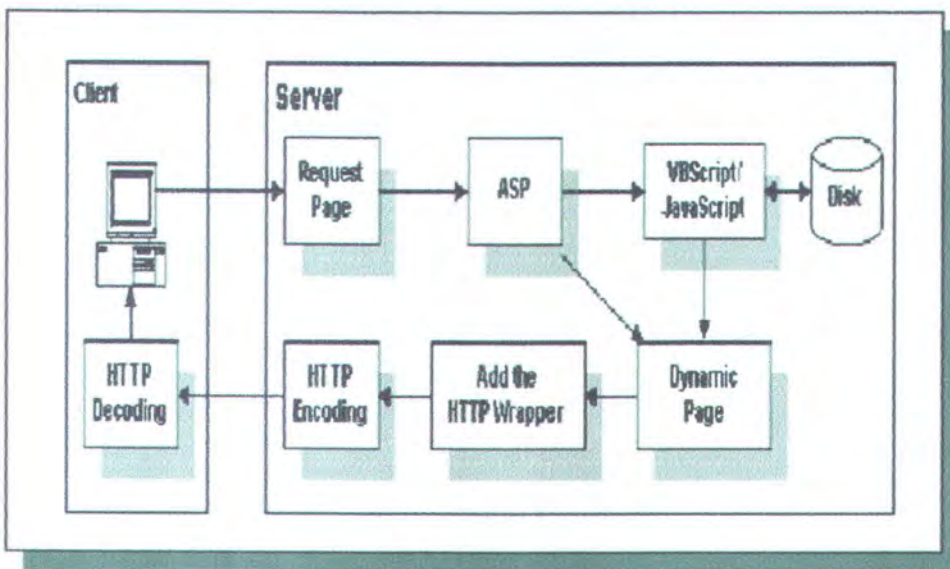 Client
Server
Request
Page
ASP
VBScript/
JavaScript
Disk
HTTP
Decoding
HTTP
Encoding
Add the
HTTP Wrapper
Dynamic
Page